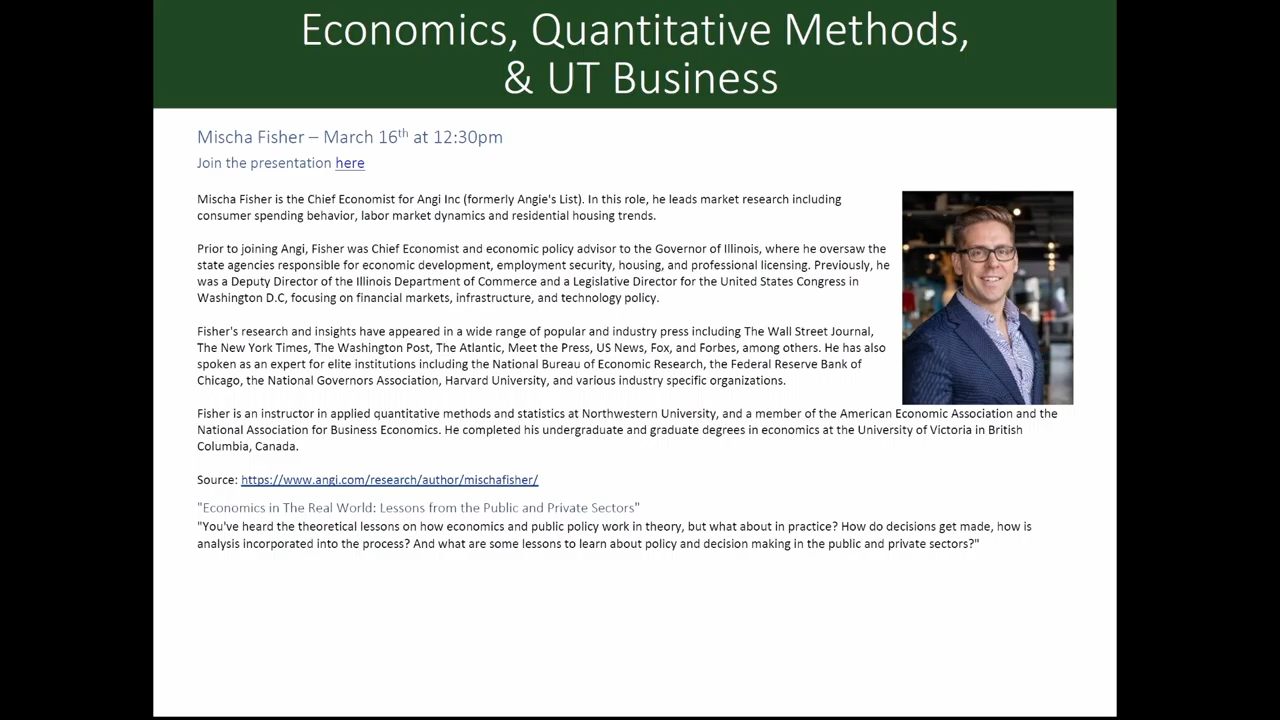 Economics, Quantitative Methods,
& UT Business
Mischa Fisher – March 16th at 12:30pm
Join the presentation here
Mischa Fisher is the Chief Economist for Angi Inc (formerly Angie's List). In this role, he leads market research including
consumer spending behavior, labor market dynamics and residential housing trends.
Prior to joining Angi, Fisher was Chief Economist and economic policy advisor to the Governor of Illinois, where he oversaw the
state agencies responsible for economic development, employment security, housing, and professional licensing. Previously, he
was a Deputy Director of the Illinois Department of Commerce and a Legislative Director for the United States Congress in
Washington D.C, focusing on financial markets, infrastructure, and technology policy.
Fisher's research and insights have appeared in a wide range of popular and industry press including The Wall Street Journal,
The New York Times, The Washington Post, The Atlantic, Meet the Press, US News, Fox, and Forbes, among others. He has also
spoken as an expert for elite institutions including the National Bureau of Economic Research, the Federal Reserve Bank of
Chicago, the National Governors Association, Harvard University, and various industry specific organizations.
Fisher is an instructor in applied quantitative methods and statistics at Northwestern University, and a member of the American Economic Association and the
National Association for Business Economics. He completed his undergraduate and graduate degrees in economics at the University of Victoria in British
Columbia, Canada.
Source: https://www.angi.com/research/author/mischafisher/
"Economics in The Real World: Lessons from the Public and Private Sectors"
"You've heard the theoretical lessons on how economics and public policy work in theory, but what about in practice? How do decisions get made, how is
analysis incorporated into the process? And what are some lessons to learn about policy and decision making in the public and private sectors?"